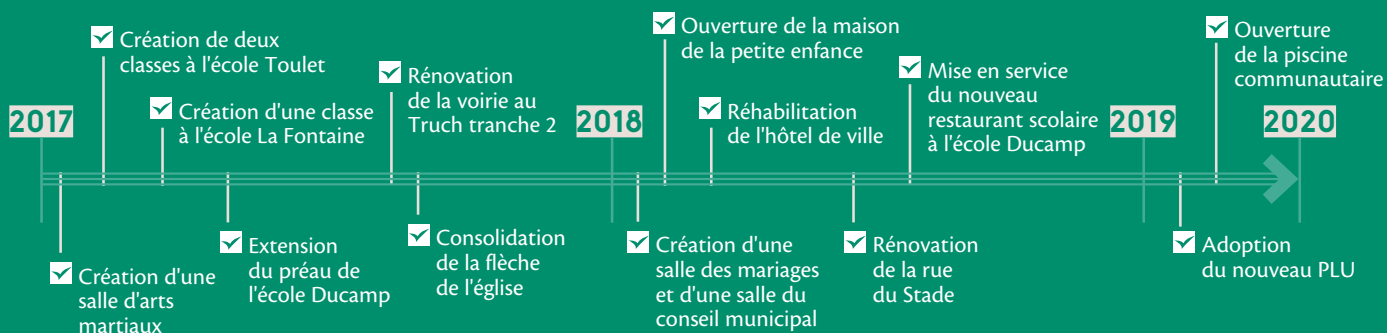 2017
Création d'une
salle d'arts
martiaux
Création de deux
classes à l'école Toulet
Création d'une classe
à l'école La Fontaine
Extension
du préau de
l'école Ducamp
Rénovation
de la voirie au
Truch tranche 2
Consolidation
de la flèche
de l'église
2018
Création d'une
salle des mariages
et d'une salle du
conseil municipal
Ouverture de la maison
de la petite enfance
Réhabilitation
de l'hôtel de ville
Rénovation
de la rue
du Stade
Mise en service
du nouveau
restaurant scolaire
à l'école Ducamp
2019
Adoption
du nouveau PLU
Ouverture
de la piscine
communautaire
2020